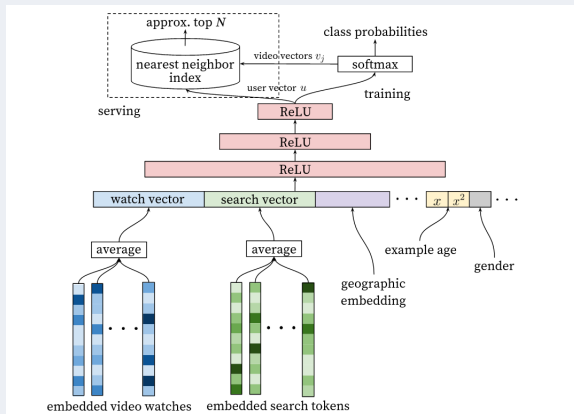 approx. top N
class probabilities
nearest neighbor
index
video vectors v_j
softmax
user vector u
serving
training
ReLU
ReLU
ReLU
watch vector
search vector
· · ·
x
x²
· · ·
average
average
example age
gender
geographic
embedding
· · ·
· · ·
embedded video watches
embedded search tokens